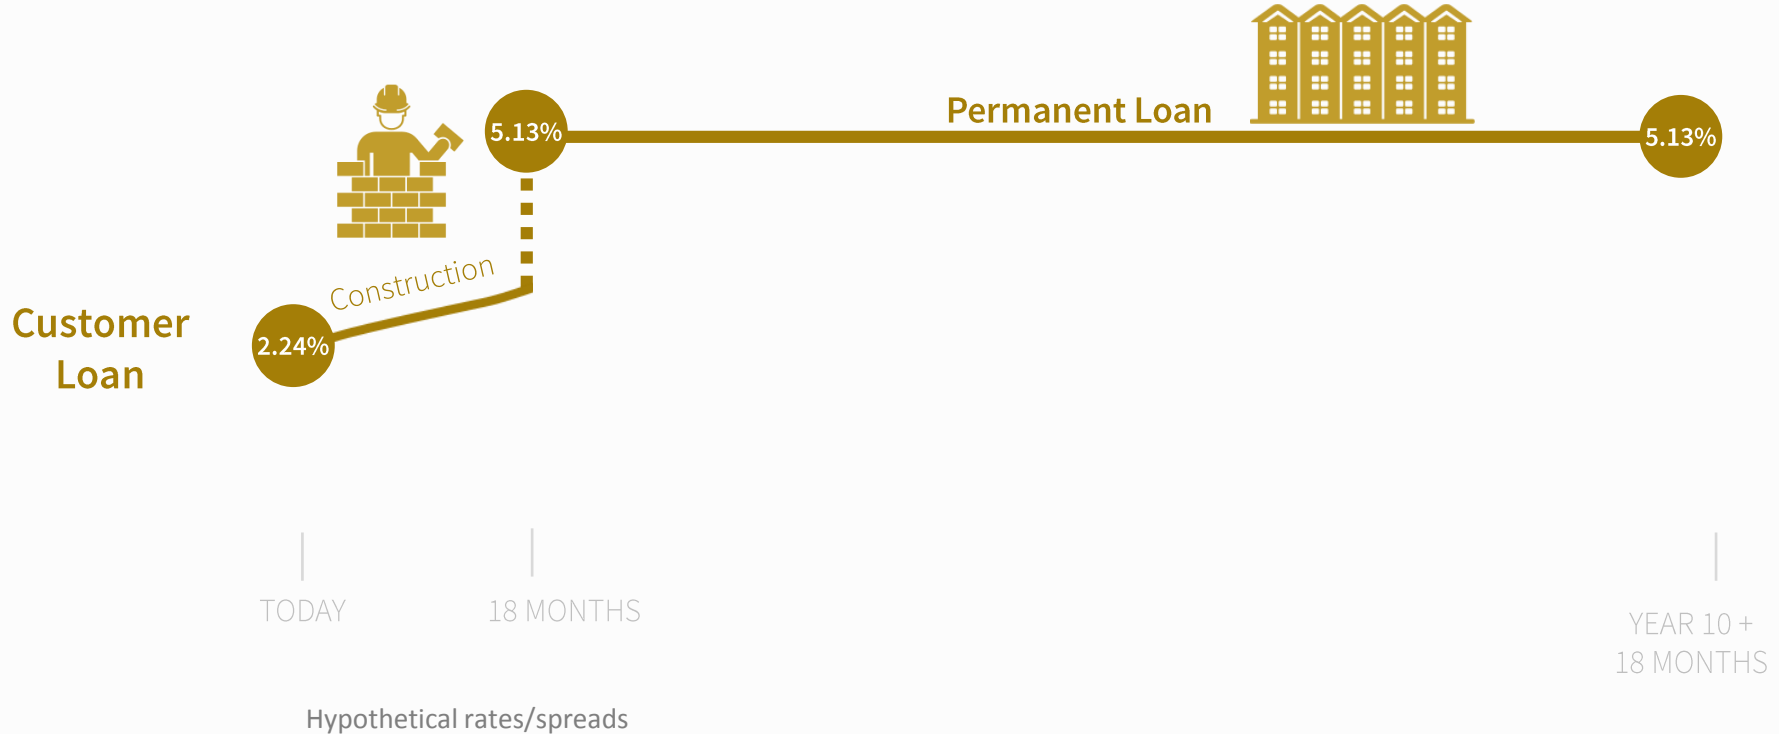 Permanent Loan
5.13%
5.13%
Construction
Customer
Loan
2.24%
TODAY
18 MONTHS
YEAR 10 +
18 MONTHS
Hypothetical rates/spreads